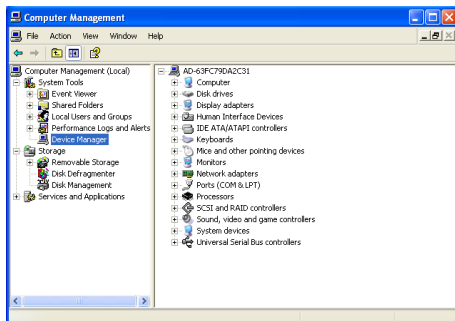 Computer Management
File Action View Window Help
Computer Management (Local)
System Tools
Event Viewer
Shared Folders
Local Users and Groups
Performance Logs and Alerts
Device Manager
Storage
Removable Storage
Disk Defragmenter
Disk Management
Services and Applications
AD-63FC79DA2C31
Computer
Disk drives
Display adapters
Human Interface Devices
IDE ATA/ATAPI controllers
Keyboards
Mice and other pointing devices
Monitors
Network adapters
Ports (COM & LPT)
Processors
SCSI and RAID controllers
Sound, video and game controllers
System devices
Universal Serial Bus controllers